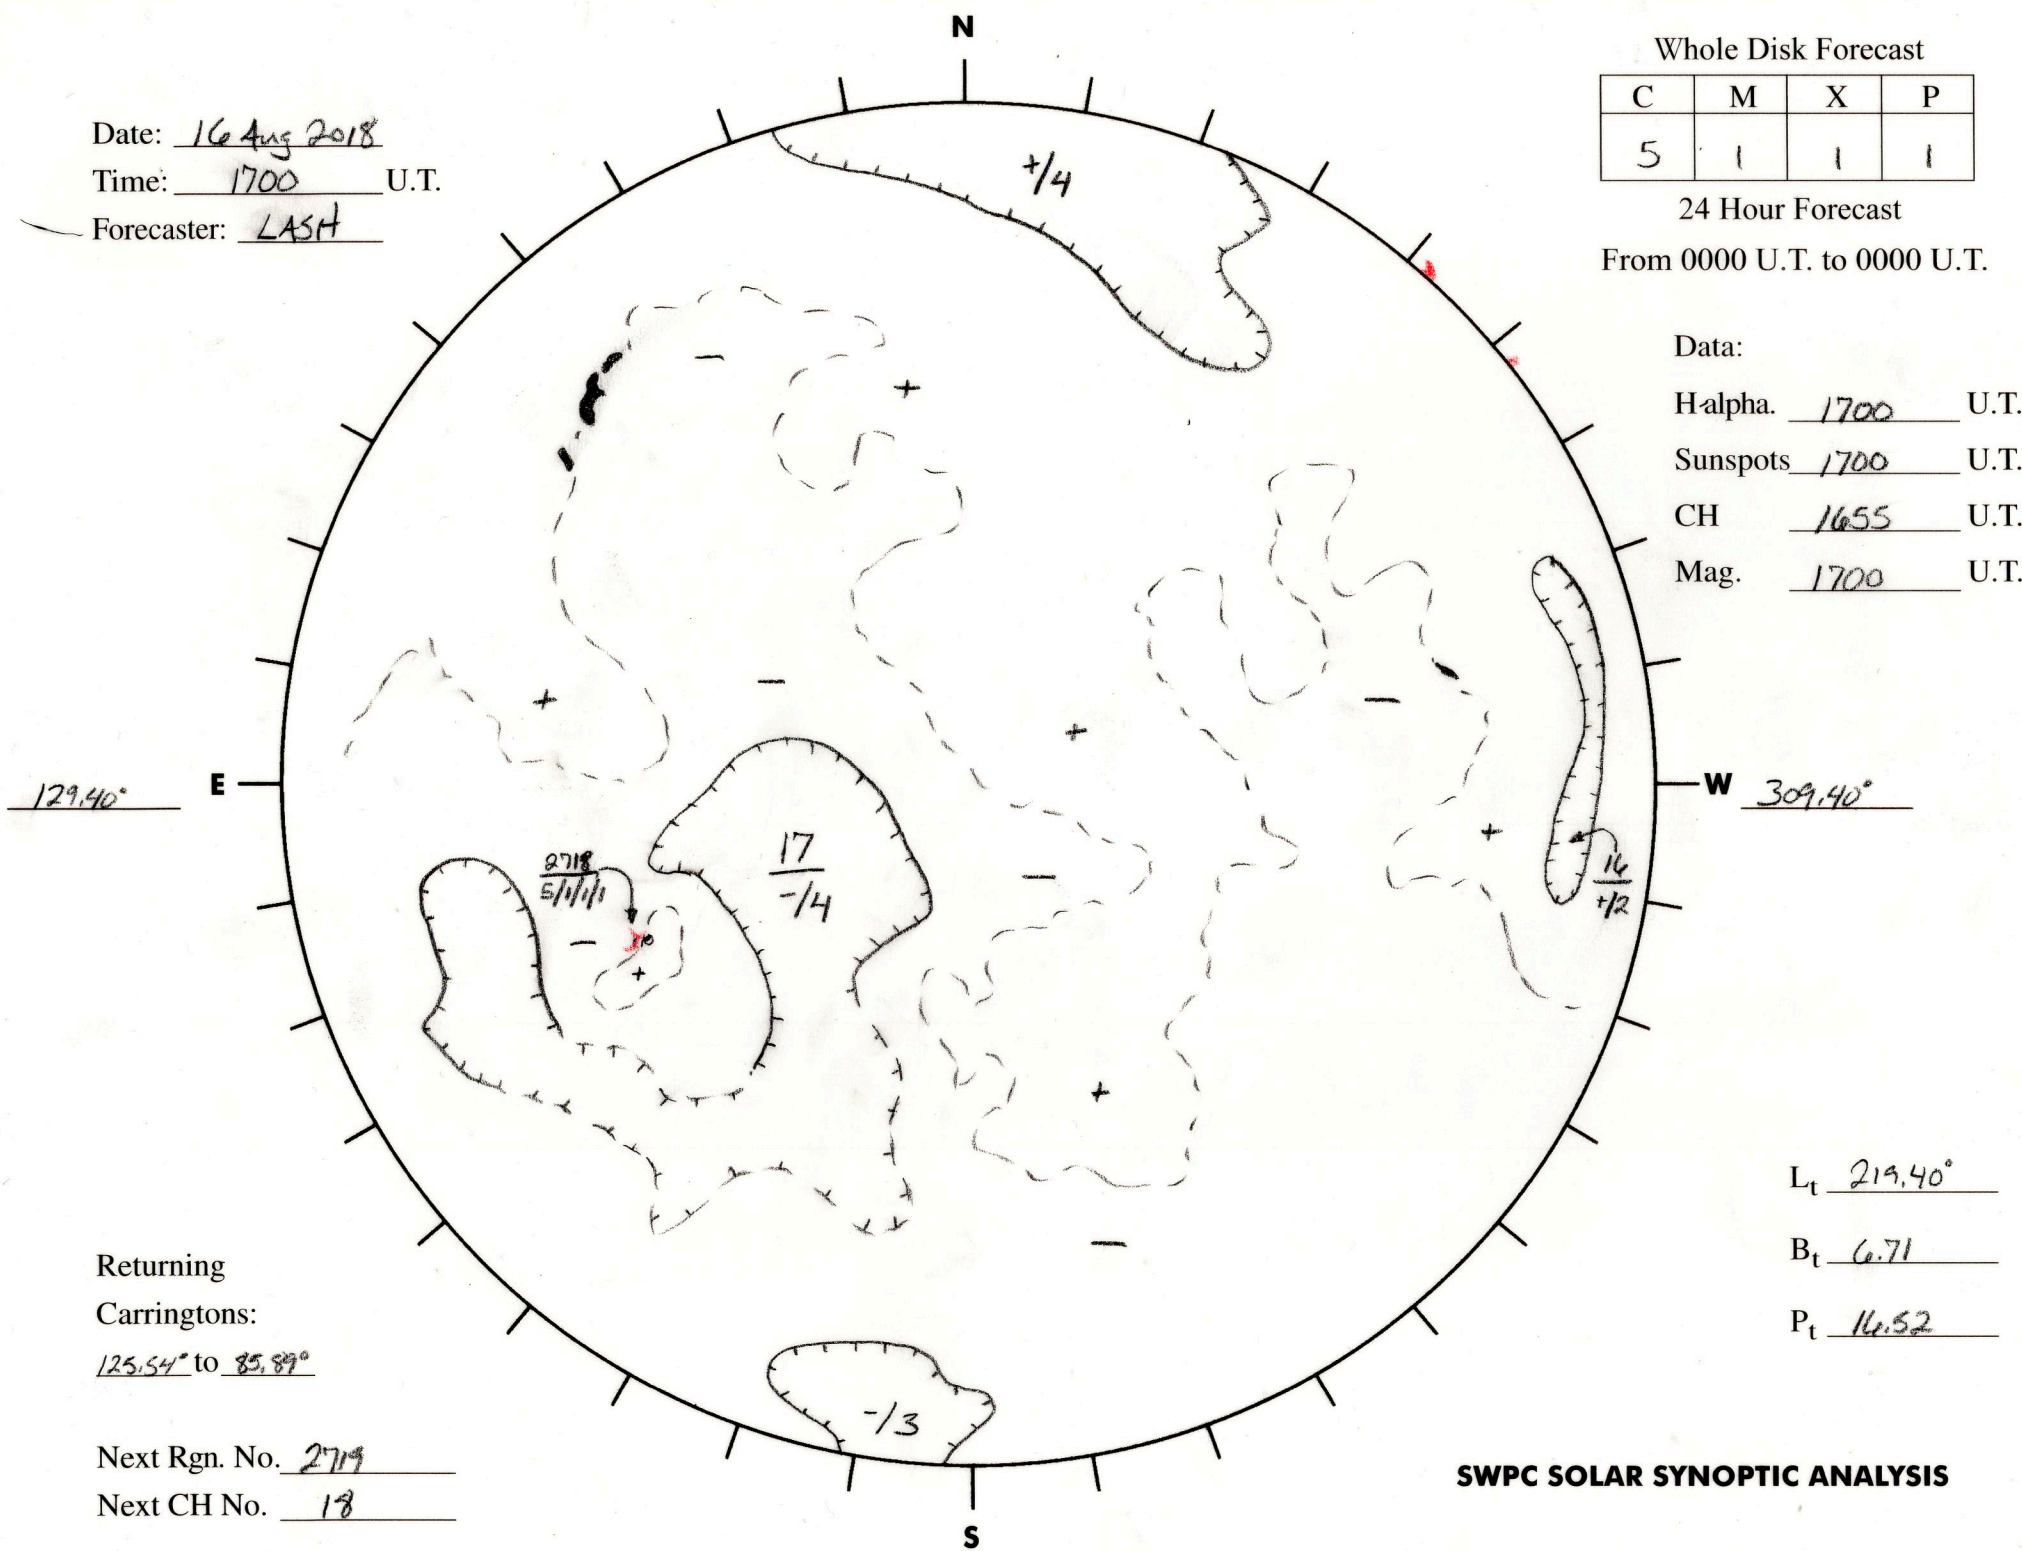 N
Whole Disk Forecast
C M X P
5 1 1 1
24 Hour Forecast
From 0000 U.T. to 0000 U.T.
Date: 16 Aug 2018
Time: 1700 U.T.
Forecaster: LASH
+/4
Data:
H-alpha. 1700 U.T.
Sunspots 1700 U.T.
CH 1655 U.T.
Mag. 1700 U.T.
−
+
+
−
+
−
129.40° E
W 309.40°
+
2718
5/1/1/1
17
-/4
−
16
+/2
−
+
+
−
Lt 219.40°
Bt 6.71
Pt 16.52
Returning
Carringtons:
125.54° to 85.89°
-/3
Next Rgn. No. 2719
Next CH No. 18
SWPC SOLAR SYNOPTIC ANALYSIS
S